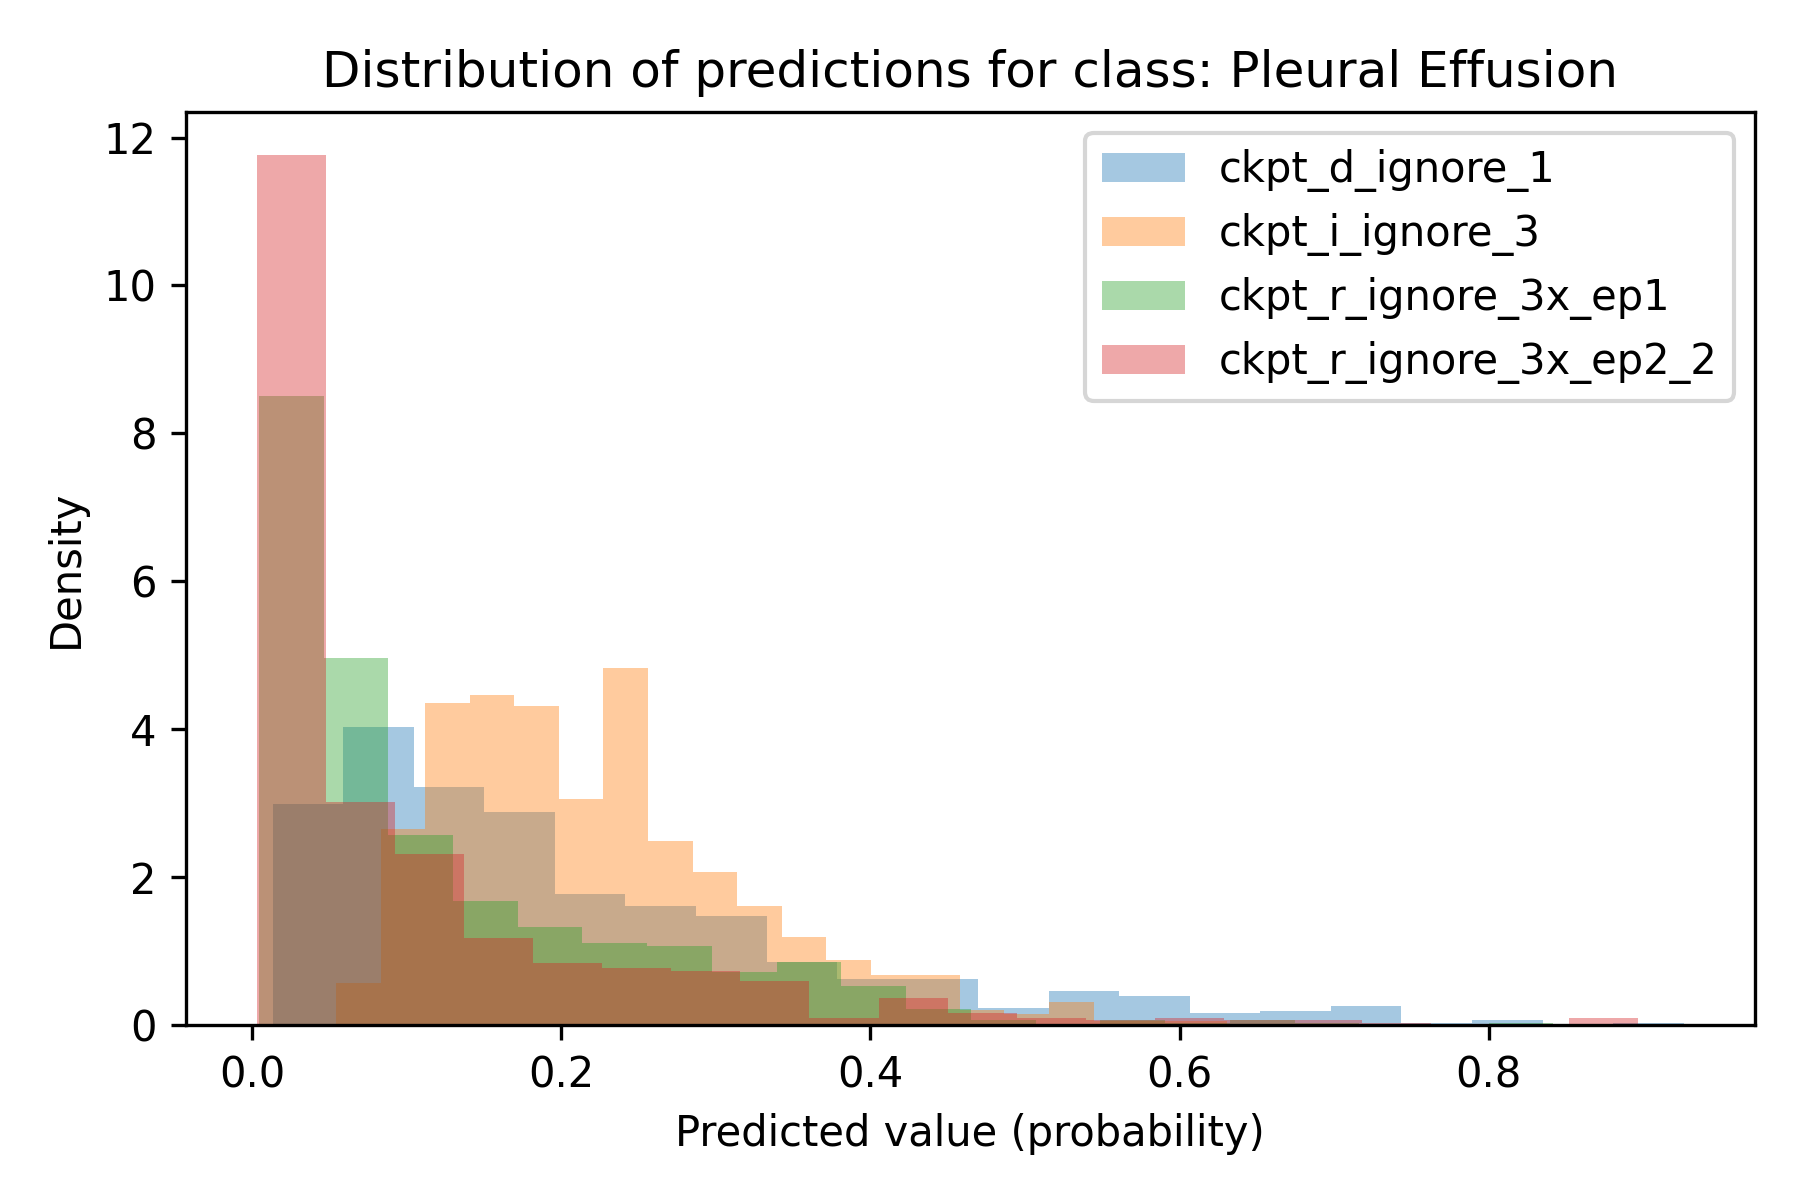 Distribution of predictions for class: Pleural Effusion
12
10
8
6
4
2
0
Density
ckpt_d_ignore_1
ckpt_i_ignore_3
ckpt_r_ignore_3x_ep1
ckpt_r_ignore_3x_ep2_2
0.0 0.2 0.4 0.6 0.8
Predicted value (probability)